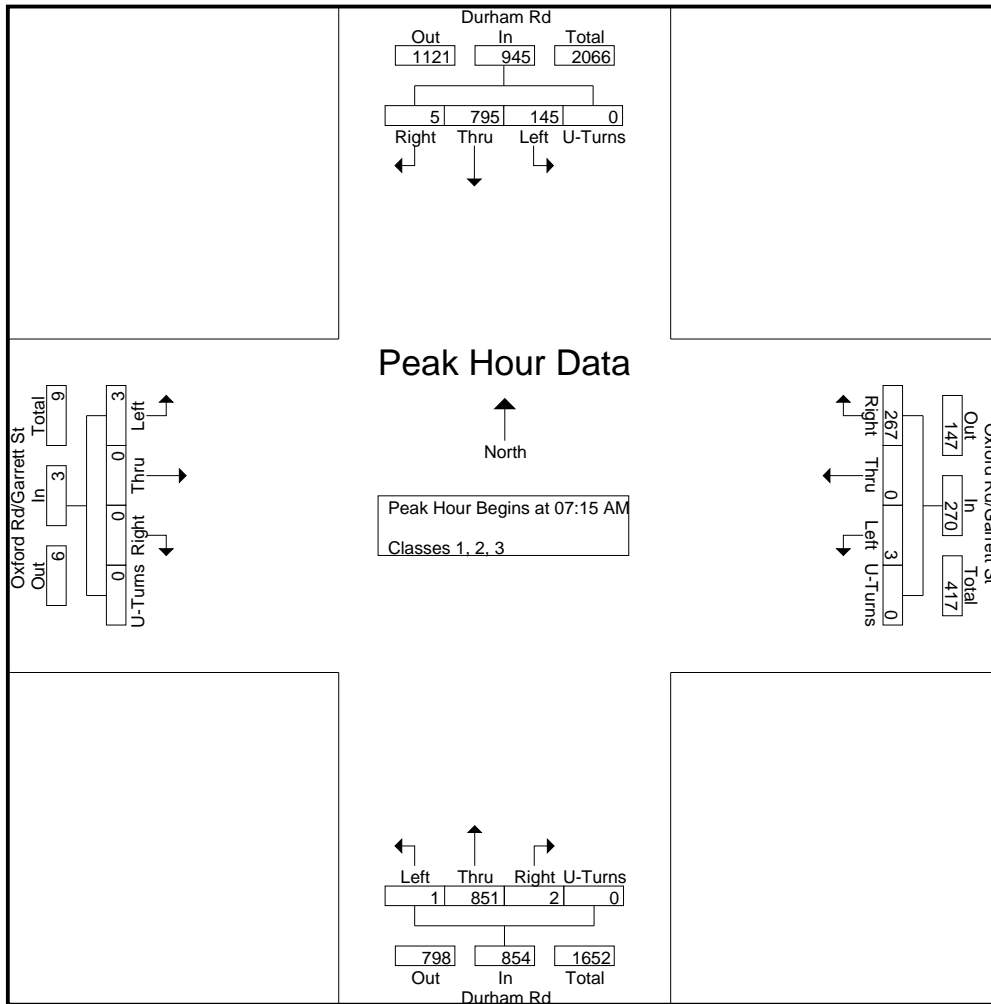 Durham Rd
Out In Total
1121 945 2066
5 795 145 0
Right Thru Left U-Turns
Peak Hour Data
North
Peak Hour Begins at 07:15 AM
Classes 1, 2, 3
Oxford Rd/Garrett St
Total In Out
9 3 6
3 0 0 0
Left Thru Right U-Turns
Oxford Rd/Garrett St
Out In Total
147 270 417
267 0 3 0
Right Thru Left U-Turns
Left Thru Right U-Turns
1 851 2 0
798 854 1652
Out In Total
Durham Rd